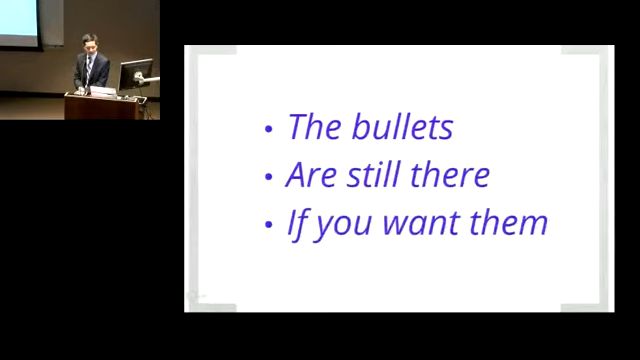 • The bullets
• Are still there
• If you want them